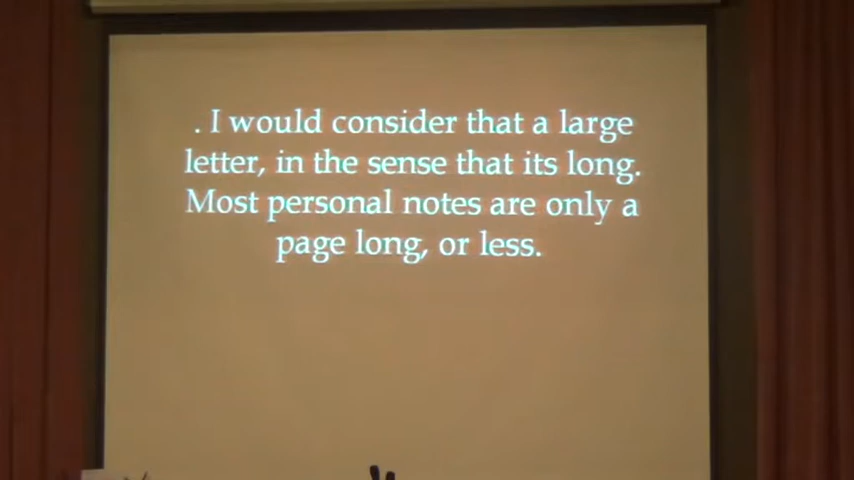 . I would consider that a large
letter, in the sense that its long.
Most personal notes are only a
page long, or less.